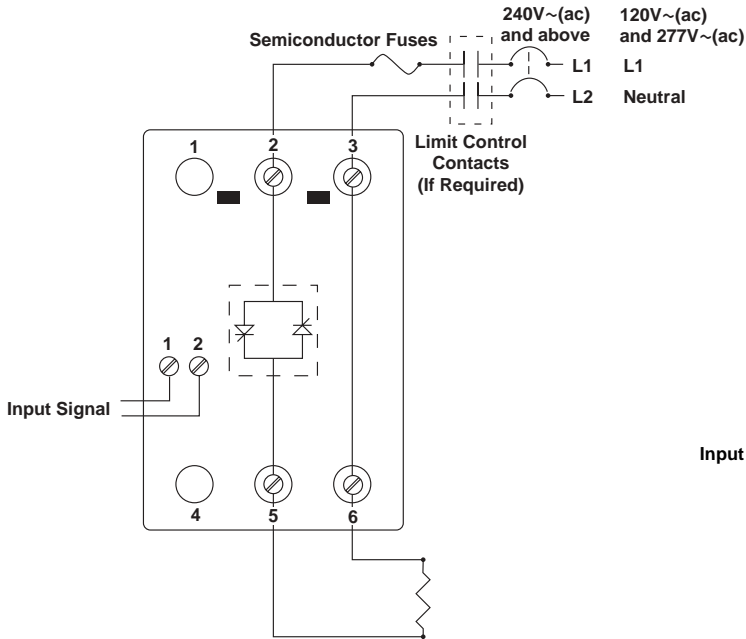 240V~(ac)
and above
120V~(ac)
and 277V~(ac)
Semiconductor Fuses
L1 L1
L2 Neutral
Limit Control
Contacts
(If Required)
1 2 3
1 2
Input Signal
Input
4 5 6